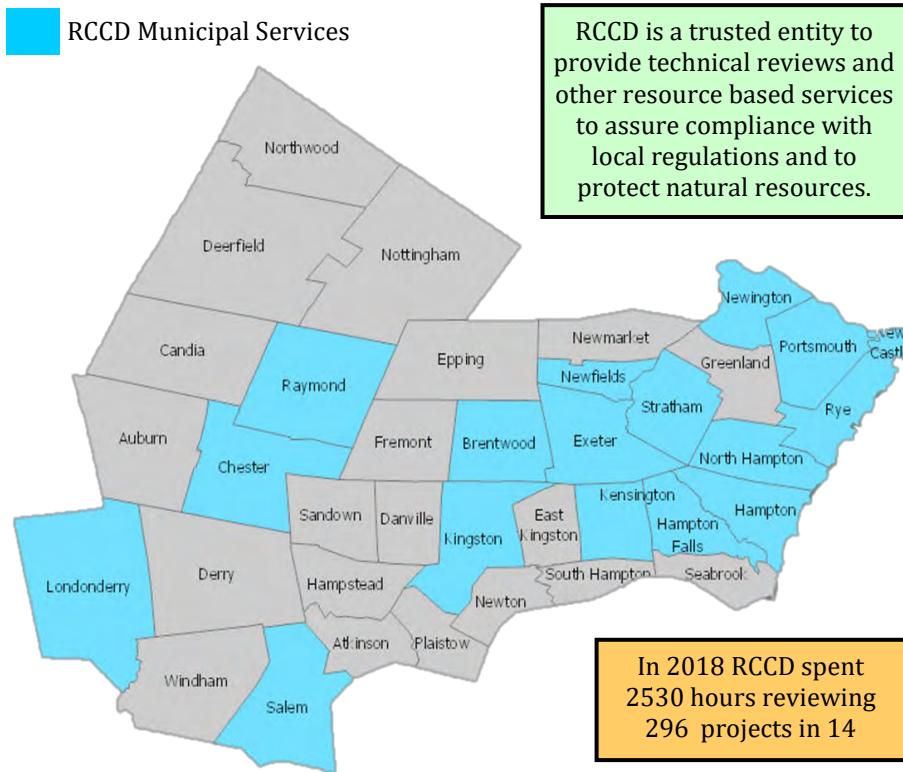 RCCD Municipal Services
RCCD is a trusted entity to
provide technical reviews and
other resource based services
to assure compliance with
local regulations and to
protect natural resources.
Northwood
Deerfield
Nottingham
Newington
Candia
Epping
Newmarket
Greenland
Portsmouth
Castle
Raymond
Newfields
Stratham
Rye
Auburn
Fremont
Brentwood
Exeter
Chester
North Hampton
Sandown
Danville
Kingston
East
Kingston
Kensington
Hampton
Falls
Hampton
Londonderry
Derry
Hampstead
South Hampton
Seabrook
Newton
Atkinson
Plaistow
Windham
Salem
In 2018 RCCD spent
2530 hours reviewing
296 projects in 14